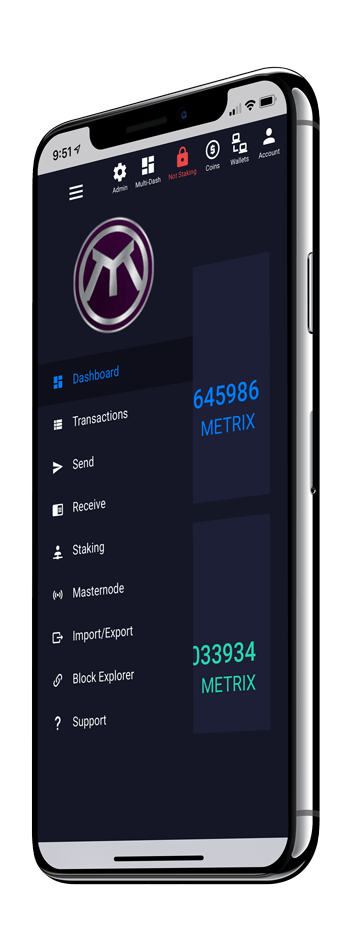 9:51
Admin
Multi-Dash
Not Staking
Coins
Wallets
Account
Dashboard
Transactions
Send
Receive
Staking
Masternode
Import/Export
Block Explorer
Support
645986
METRIX
033934
METRIX